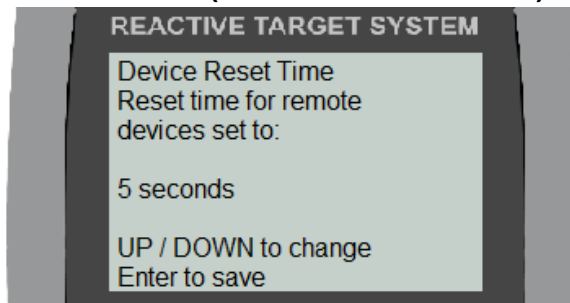 REACTIVE TARGET SYSTEM
Device Reset Time
Reset time for remote
devices set to:
5 seconds
UP / DOWN to change
Enter to save